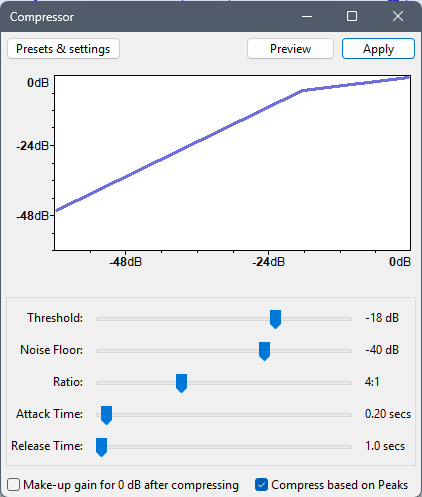 Compressor
Presets & settings Preview Apply
0dB
-24dB
-48dB
-48dB -24dB 0dB
Threshold: -18 dB
Noise Floor: -40 dB
Ratio: 4:1
Attack Time: 0.20 secs
Release Time: 1.0 secs
Make-up gain for 0 dB after compressing Compress based on Peaks